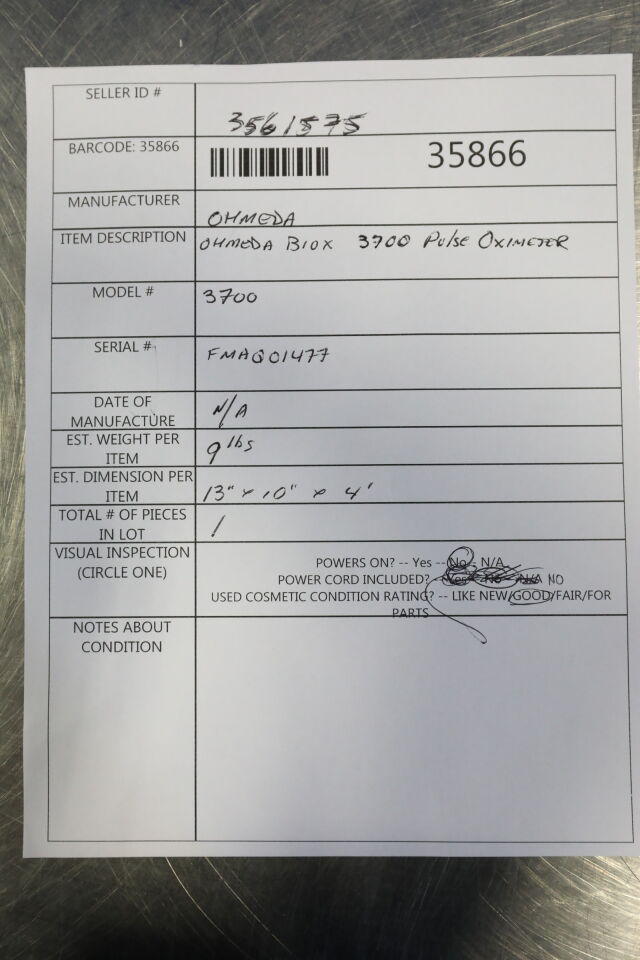 SELLER ID #
3561575
BARCODE: 35866
35866
MANUFACTURER
OHMEDA
ITEM DESCRIPTION
OHMEDA BIOX 3700 Pulse OXIMETER
MODEL #
3700
SERIAL #
FMAG01477
DATE OF
MANUFACTURE
N/A
EST. WEIGHT PER
ITEM
9 lbs
EST. DIMENSION PER
ITEM
13" x 10" x 4'
TOTAL # OF PIECES
IN LOT
1
VISUAL INSPECTION
(CIRCLE ONE)
POWERS ON? -- Yes -- No - N/A
POWER CORD INCLUDED? -- Yes - No - N/A NO
USED COSMETIC CONDITION RATING? -- LIKE NEW/GOOD/FAIR/FOR
PARTS
NOTES ABOUT
CONDITION